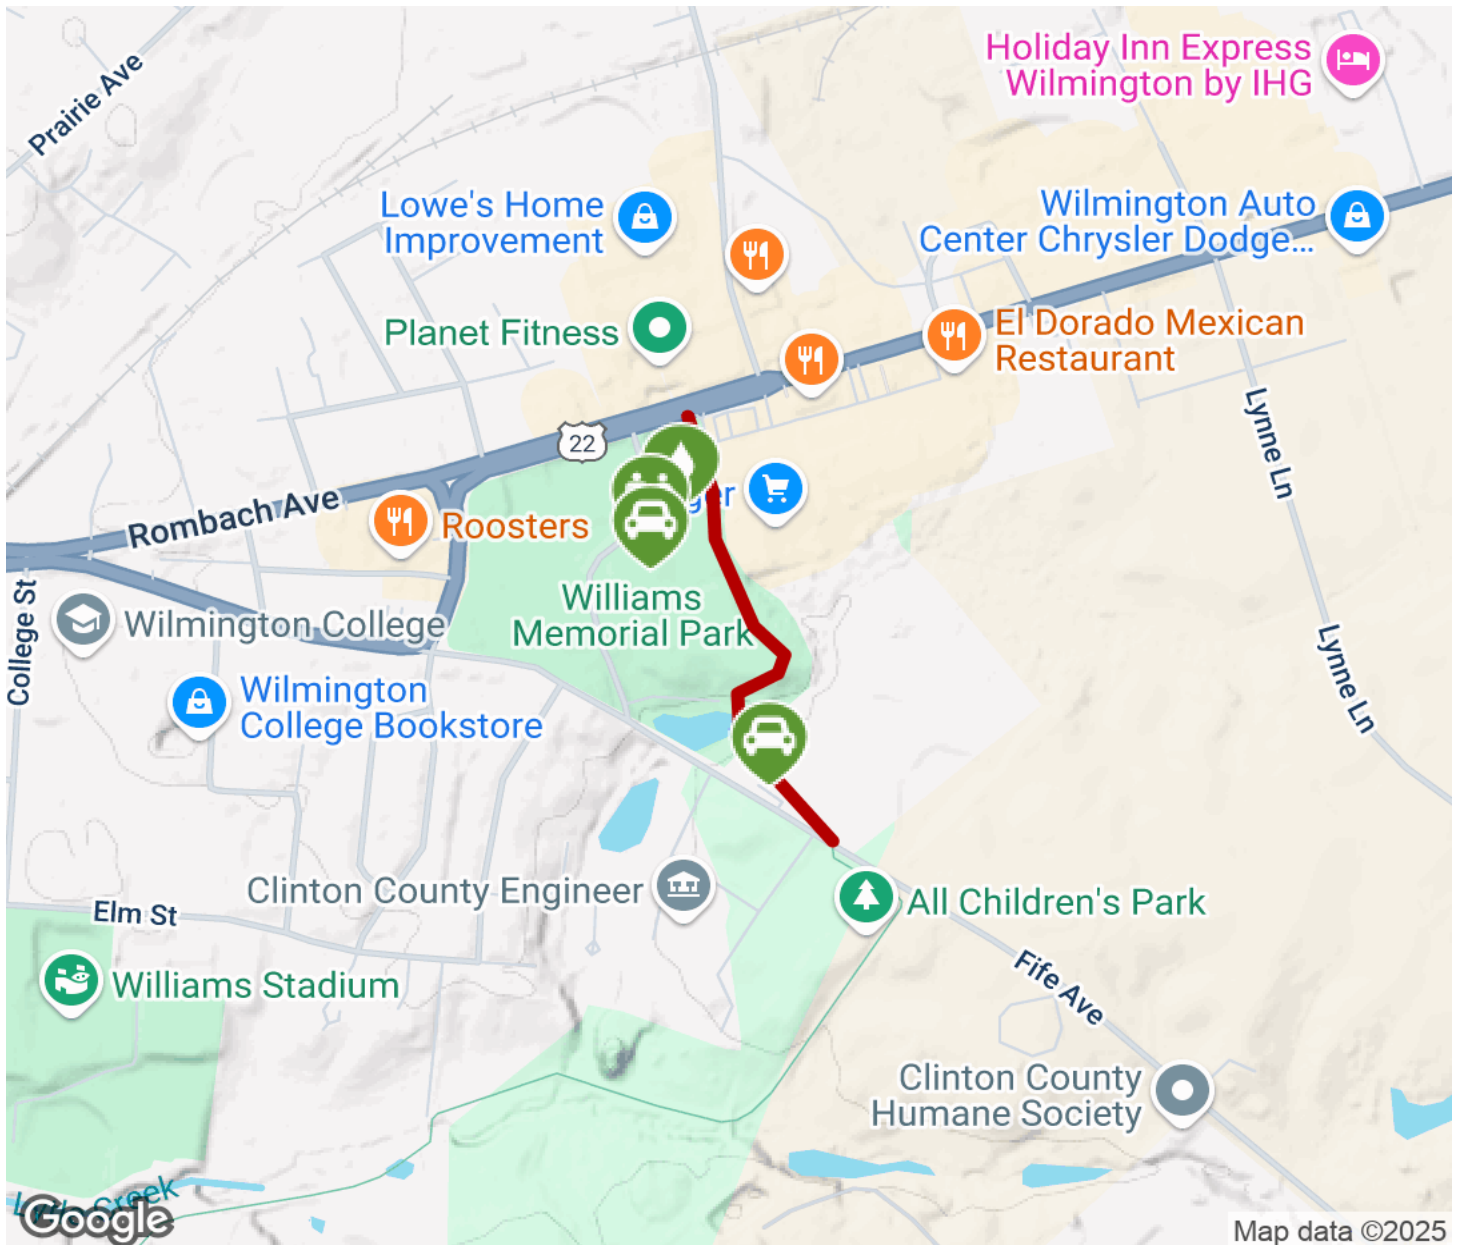 Prairie Ave
Holiday Inn Express
Wilmington by IHG
Lowe's Home
Improvement
Wilmington Auto
Center Chrysler Dodge...
Planet Fitness
El Dorado Mexican
Restaurant
22
Rombach Ave
Roosters
Lynne Ln
Williams
Memorial Park
College St
Wilmington College
Lynne Ln
Wilmington
College Bookstore
Clinton County Engineer
All Children's Park
Elm St
Williams Stadium
Fife Ave
Clinton County
Humane Society
Creek
Google
Map data ©2025